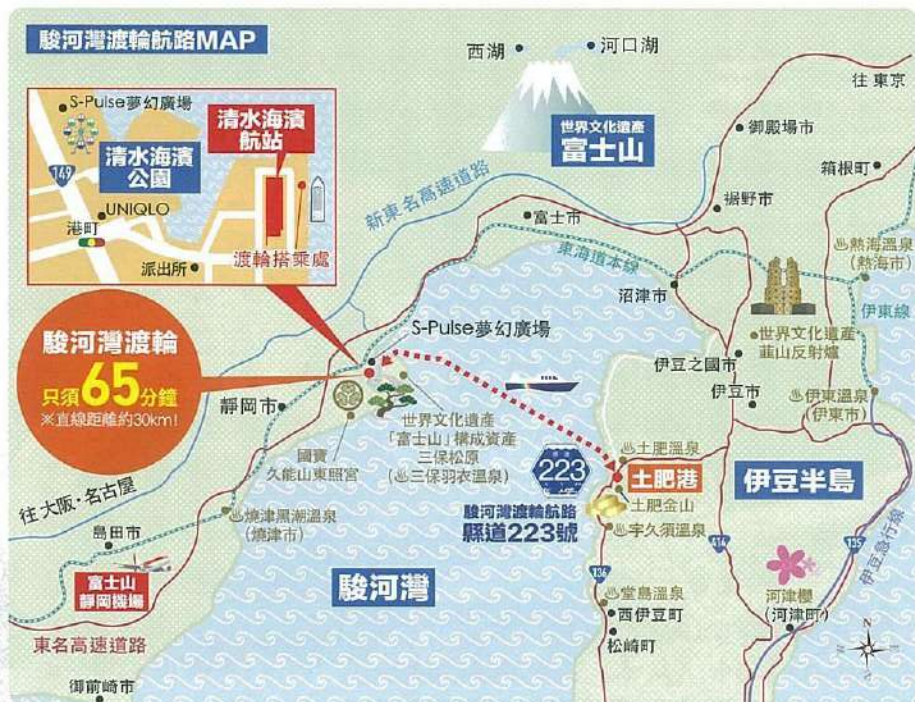 駿河灣渡輪航路MAP
西湖
河口湖
往 東京
世界文化遺產
富士山
御殿場市
箱根町
裾野市
新東名高速道路
富士市
東海道本線
沼津市
熱海溫泉
(熱海市)
伊東線
S-Pulse夢幻廣場
清水海濱
航站
清水海濱
公園
149
UNIQLO
港町
派出所
渡輪搭乘處
駿河灣渡輪
只須65分鐘
※直線距離約30km!
S-Pulse夢幻廣場
世界文化遺產
韮山反射爐
伊豆之國市
伊豆市
伊東溫泉
(伊東市)
靜岡市
國寶
久能山東照宮
世界文化遺產
「富士山」構成資產
三保松原
(三保羽衣溫泉)
223
土肥溫泉
土肥港
土肥金山
伊豆半島
駿河灣渡輪航路
縣道223號
宇久須溫泉
往 大阪・名古屋
燒津黑潮溫泉
(燒津市)
島田市
富士山
靜岡機場
駿河灣
136
414
135
伊豆急行線
堂島溫泉
西伊豆町
松崎町
河津櫻
(河津町)
東名高速道路
御前崎市
N